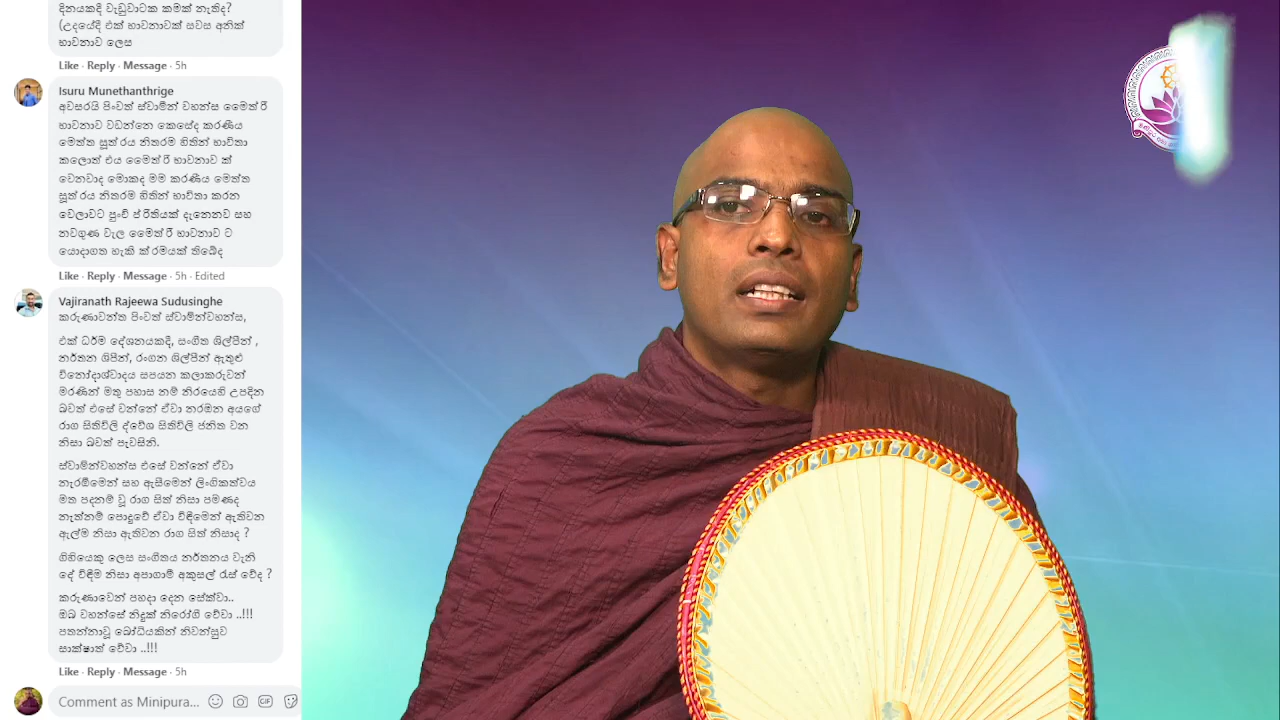 දිනයකදී වැඩුවාටක කමක් නැතිද?
(උදයේදී එක් භාවනාවක් සවස අනික්
භාවනාව ලෙස
Like · Reply · Message · 5h
Isuru Munethanthrige
අවසරයි පිංවත් ස්වාමීන් වහන්ස මෛත් රී
භාවනාව වඩන්නෙ කෙසේද කරණීය
මෙත්ත සූත් රය නිතරම හිතින් භාවිතා
කලොත් එය මෛත් රී භාවනාව ක්
වෙනවාද මොකද මම කරණීය මෙත්ත
සූත් රය නිතරම හිතින් භාවිතා කරන
වෙලාවට පුංචි ප් රීතියක් දැනෙනව සහ
නවගුණ වැල මෛත් රී භාවනාව ට
යොදාගත හැකි ක් රමයක් තිබේද
Like · Reply · Message · 5h · Edited
Vajiranath Rajeewa Sudusinghe
කරුණාවන්ත පිංවත් ස්වාමීන්වහන්ස,
එක් ධර්ම දේශනයකදී, සංගීත ශිල්පීන් ,
නර්තන ශිපීන්, රංගන ශිල්පීන් ඇතුළු
විනෝදාශ්වාදය සපයන කලාකරුවන්
මරණින් මතු පහාස නම් නිරයෙහි උපදින
බවත් එසේ වන්නේ ඒවා නරඹන අයගේ
රාග සිතිවිලි ද්වේශ සිතිවිලි ජනිත වන
නිසා බවත් පැවසීනි.
ස්වාමීන්වහන්ස එසේ වන්නේ ඒවා
නැරඹීමෙන් සහ ඇසීමෙන් ලිංගිකත්වය
මත පදනම් වූ රාග සිත් නිසා පමණද
නැත්නම් පොදුවේ ඒවා විඳීමෙන් ඇතිවන
ඇල්ම නිසා ඇතිවන රාග සිත් නිසාද ?
ගිහියෙකු ලෙස සංගීතය නර්තනය වැනි
දේ විඳීම නිසා අපාගාමී අකුසල් රැස් වේද ?
කරුණාවෙන් පහදා දෙන සේක්වා..
ඔබ වහන්සේ නිදුක් නිරෝගී වේවා ..!!!
පතන්නාවූ බෝධියකින් නිවන්සුව
සාක්ෂාත් වේවා ..!!!
Like · Reply · Message · 5h
Comment as Minipura...
GIF